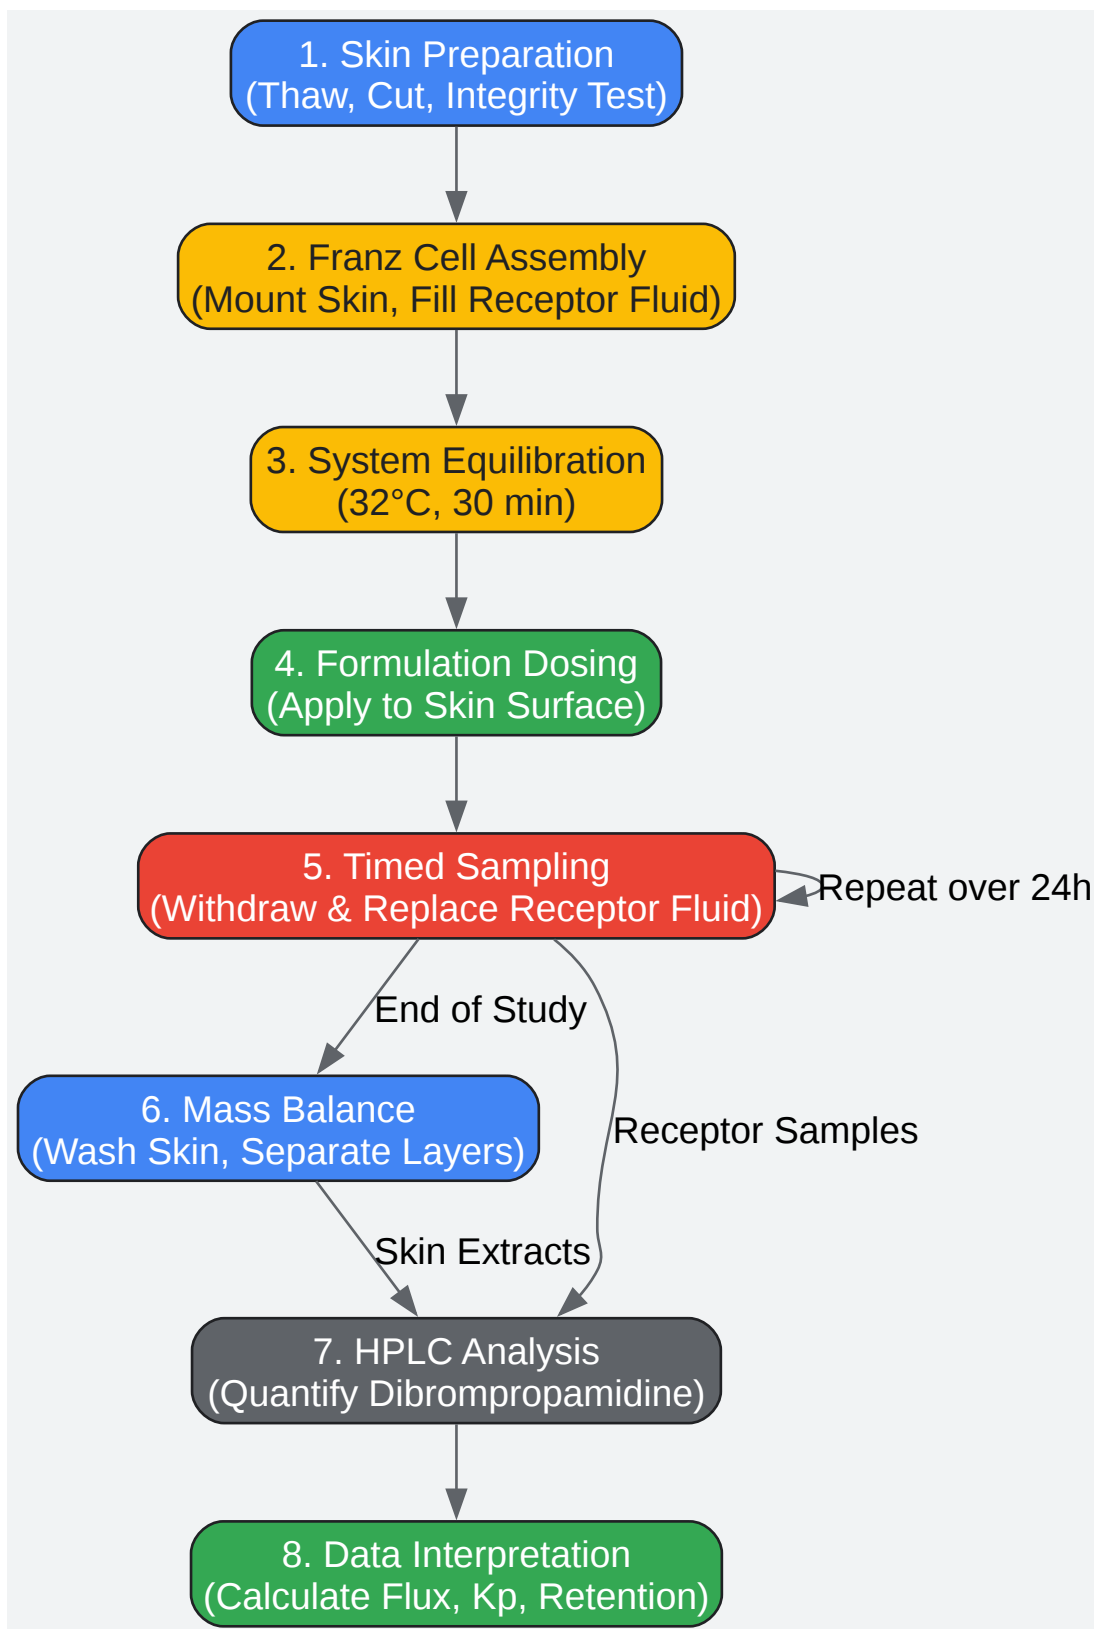 1. Skin Preparation
(Thaw, Cut, Integrity Test)
2. Franz Cell Assembly
(Mount Skin, Fill Receptor Fluid)
3. System Equilibration
(32°C, 30 min)
4. Formulation Dosing
(Apply to Skin Surface)
5. Timed Sampling
(Withdraw & Replace Receptor Fluid)
Repeat over 24h
End of Study
6. Mass Balance
(Wash Skin, Separate Layers)
Receptor Samples
Skin Extracts
7. HPLC Analysis
(Quantify Dibrompropamidine)
8. Data Interpretation
(Calculate Flux, Kp, Retention)